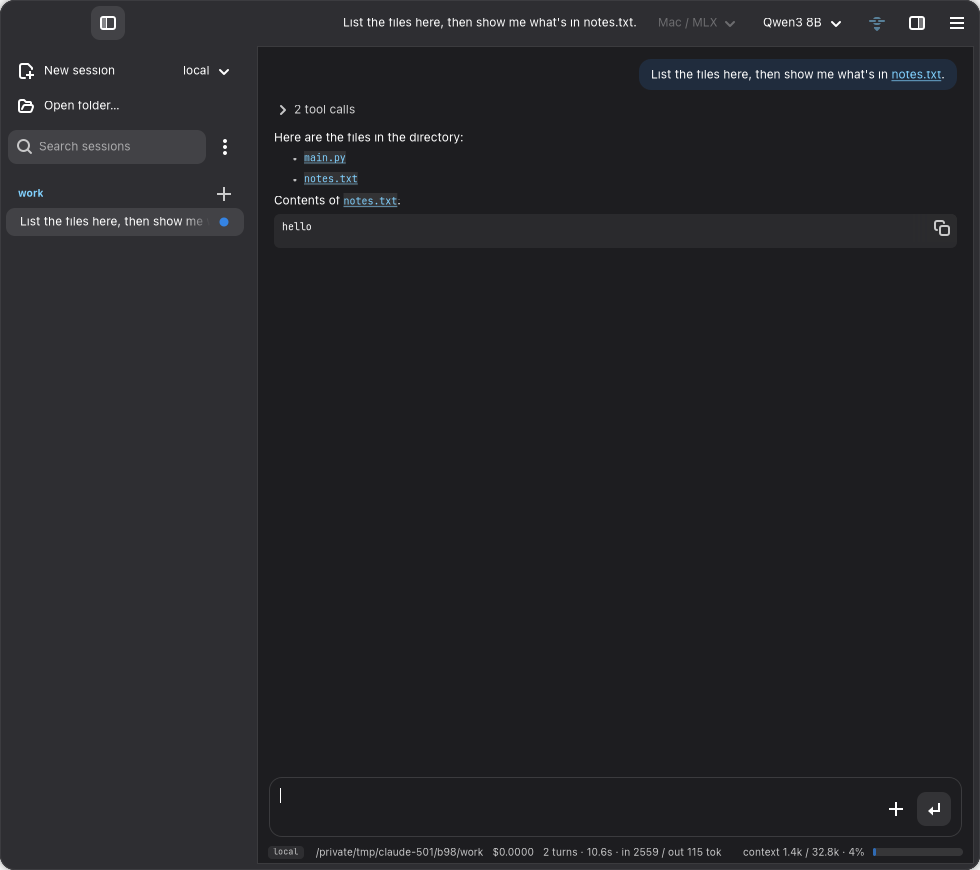 List the files here, then show me what's in notes.txt.
Mac / MLX
Qwen3 8B
New session
local
Open folder...
Search sessions
work
List the files here, then show me
List the files here, then show me what's in notes.txt.
2 tool calls
Here are the files in the directory:
main.py
notes.txt
Contents of notes.txt:
hello
local
/private/tmp/claude-501/b98/work
$0.0000
2 turns · 10.6s · in 2559 / out 115 tok
context 1.4k / 32.8k · 4%